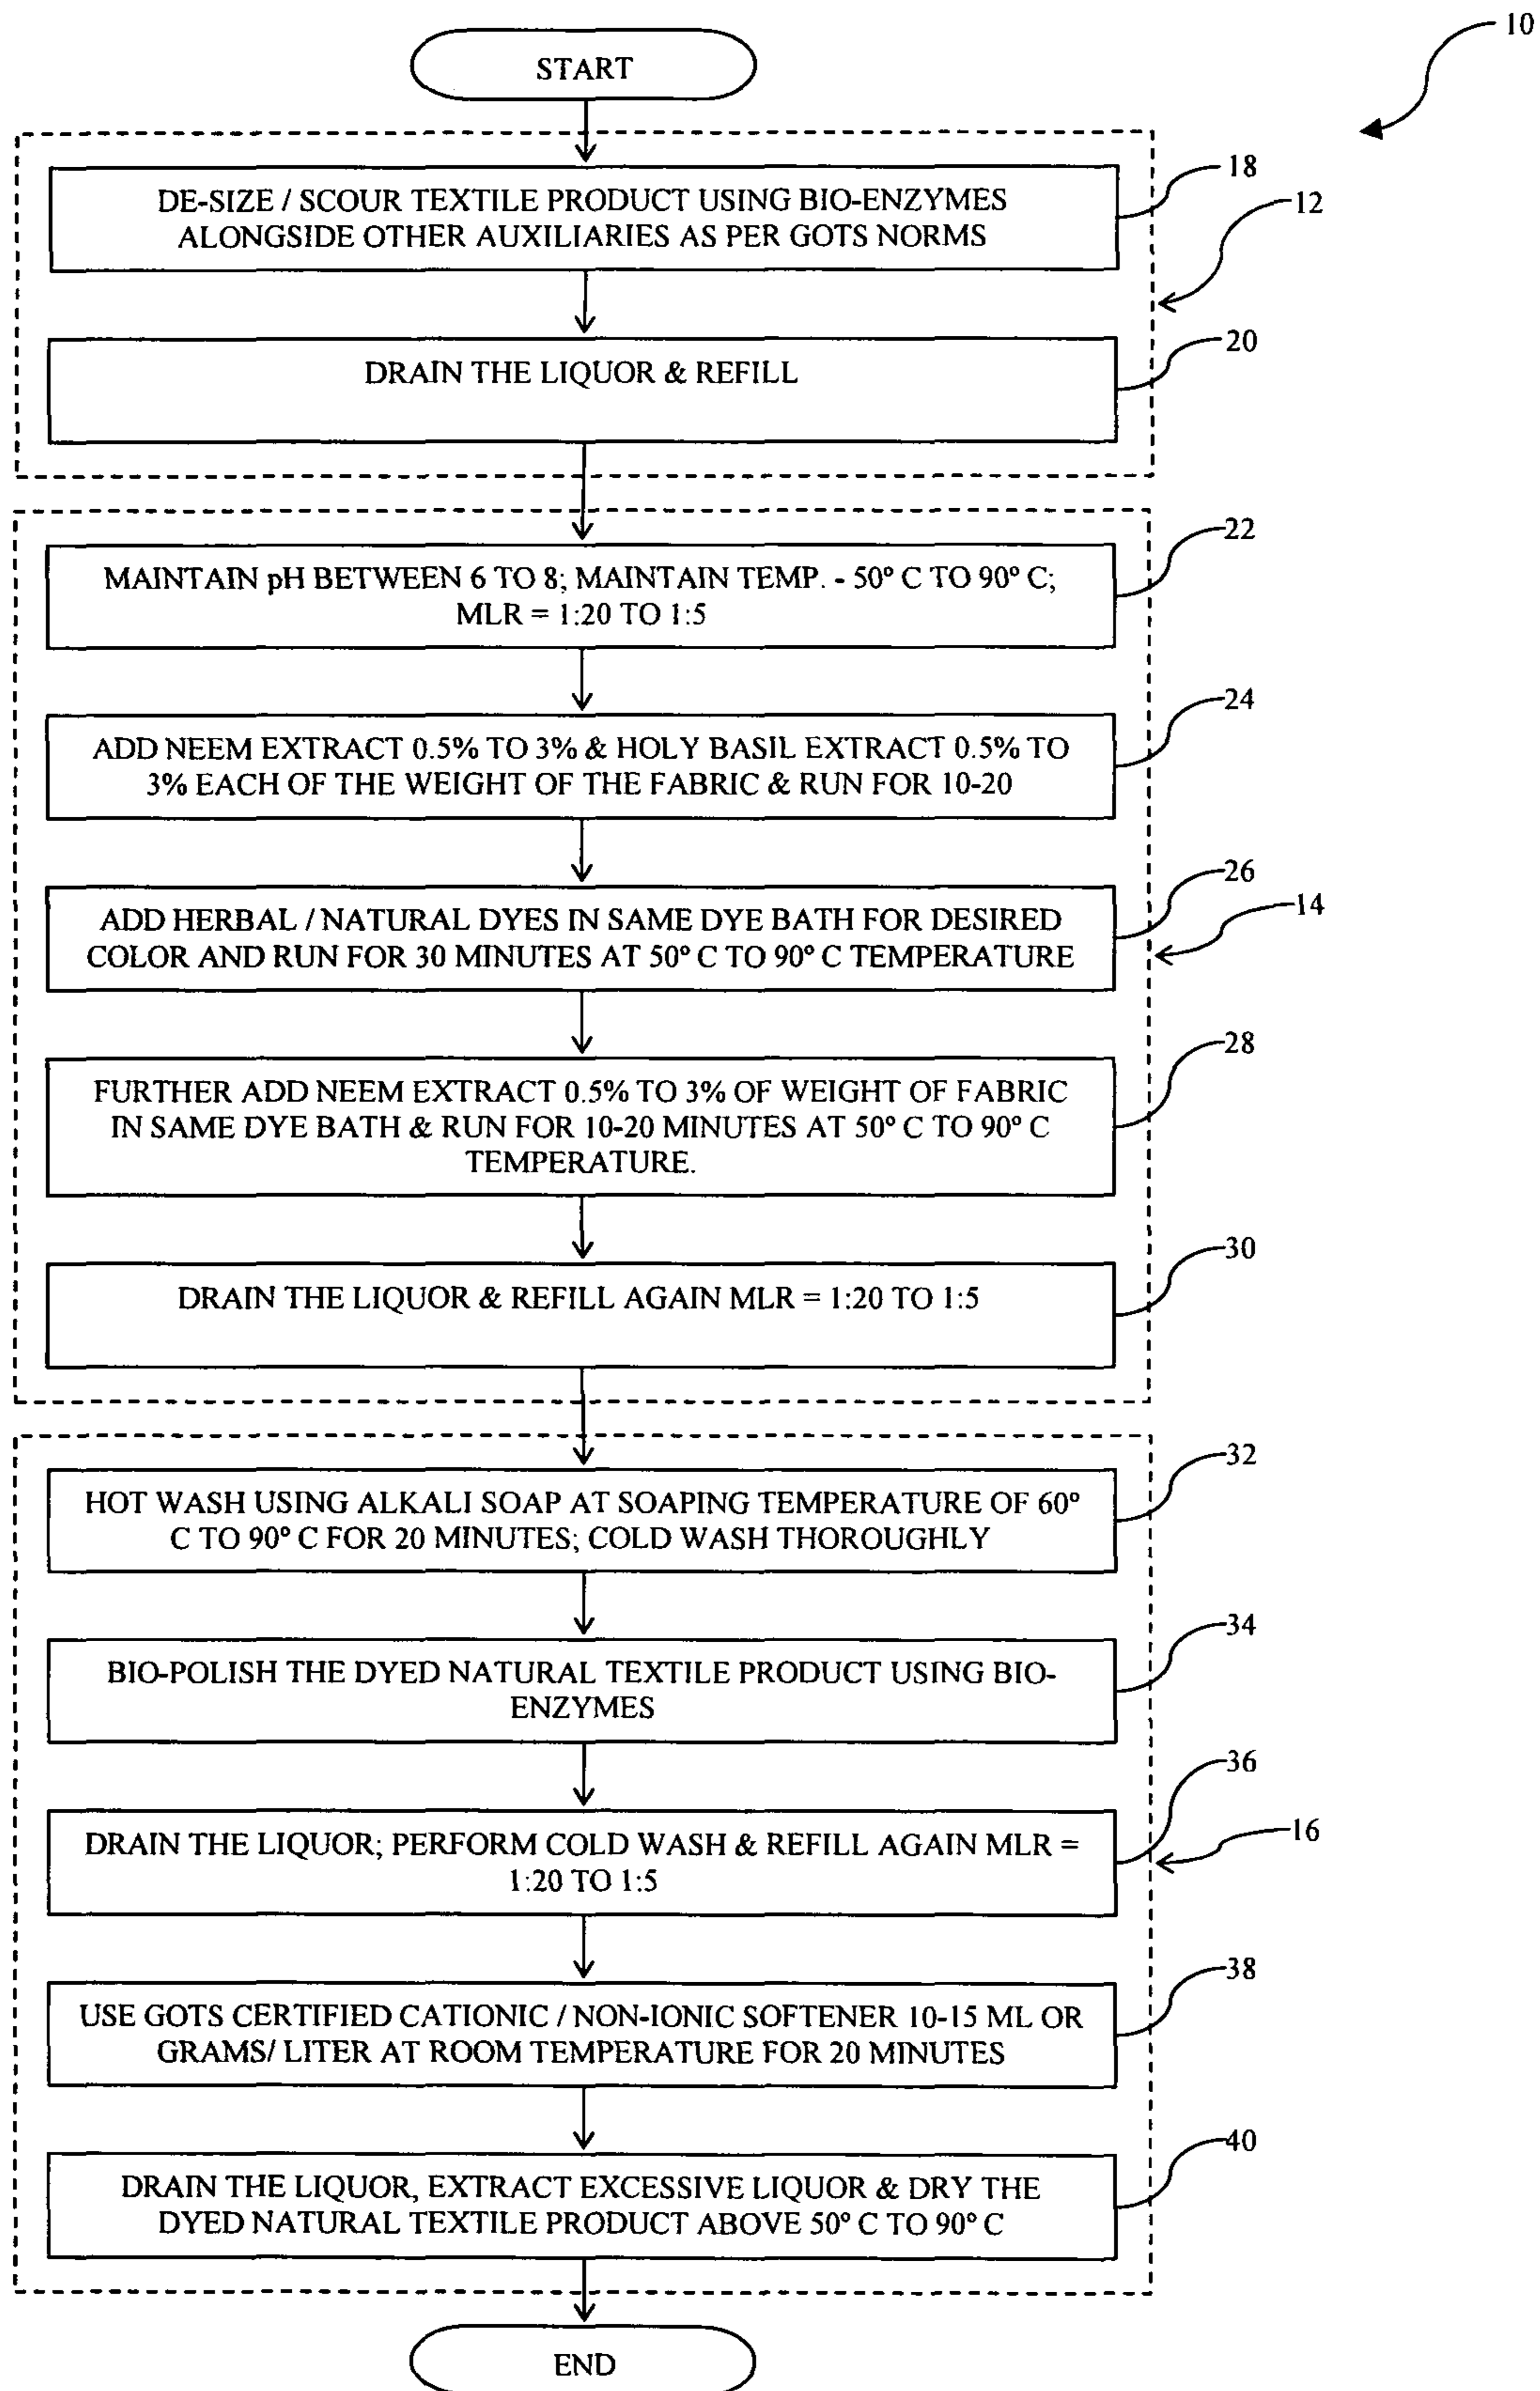 10
START
18
DE-SIZE / SCOUR TEXTILE PRODUCT USING BIO-ENZYMES
ALONGSIDE OTHER AUXILIARIES AS PER GOTS NORMS
12
20
DRAIN THE LIQUOR & REFILL
22
MAINTAIN pH BETWEEN 6 TO 8; MAINTAIN TEMP. - 50° C TO 90° C;
MLR = 1:20 TO 1:5
24
ADD NEEM EXTRACT 0.5% TO 3% & HOLY BASIL EXTRACT 0.5% TO
3% EACH OF THE WEIGHT OF THE FABRIC & RUN FOR 10-20
26
ADD HERBAL / NATURAL DYES IN SAME DYE BATH FOR DESIRED
COLOR AND RUN FOR 30 MINUTES AT 50° C TO 90° C TEMPERATURE
14
28
FURTHER ADD NEEM EXTRACT 0.5% TO 3% OF WEIGHT OF FABRIC
IN SAME DYE BATH & RUN FOR 10-20 MINUTES AT 50° C TO 90° C
TEMPERATURE.
30
DRAIN THE LIQUOR & REFILL AGAIN MLR = 1:20 TO 1:5
32
HOT WASH USING ALKALI SOAP AT SOAPING TEMPERATURE OF 60°
C TO 90° C FOR 20 MINUTES; COLD WASH THOROUGHLY
34
BIO-POLISH THE DYED NATURAL TEXTILE PRODUCT USING BIO-
ENZYMES
36
DRAIN THE LIQUOR; PERFORM COLD WASH & REFILL AGAIN MLR =
1:20 TO 1:5
16
38
USE GOTS CERTIFIED CATIONIC / NON-IONIC SOFTENER 10-15 ML OR
GRAMS/ LITER AT ROOM TEMPERATURE FOR 20 MINUTES
40
DRAIN THE LIQUOR, EXTRACT EXCESSIVE LIQUOR & DRY THE
DYED NATURAL TEXTILE PRODUCT ABOVE 50° C TO 90° C
END